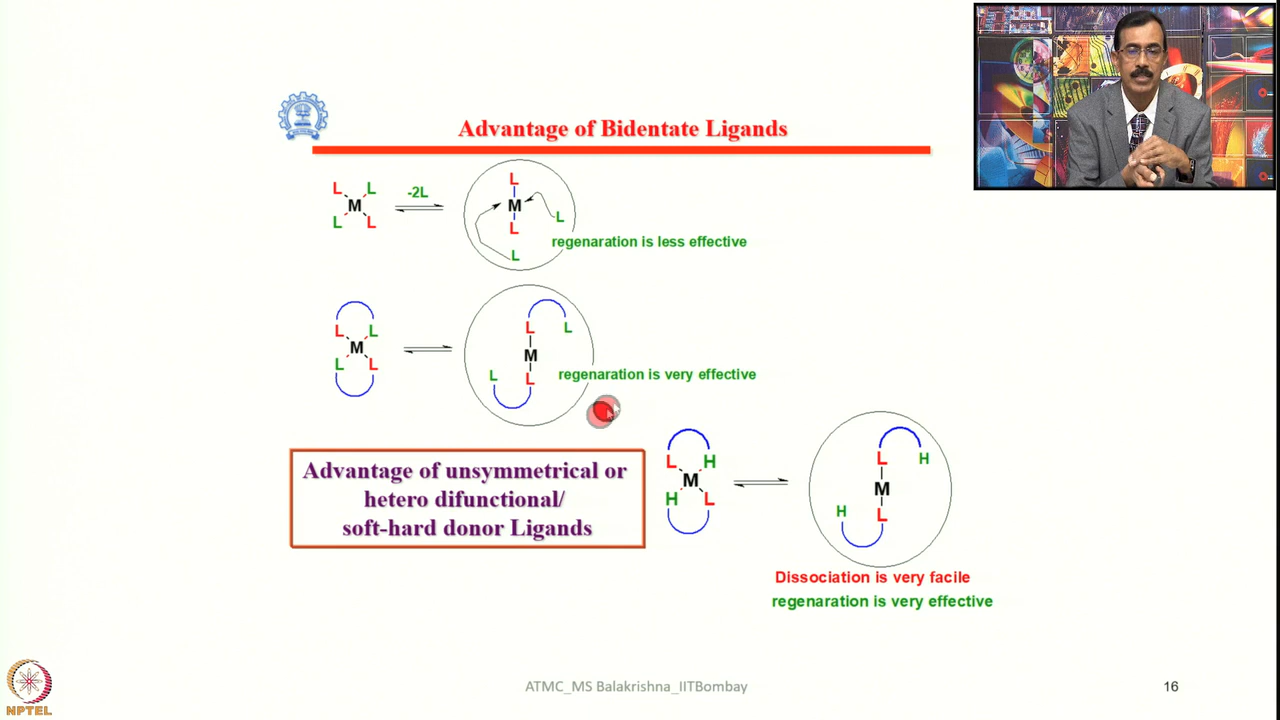 Advantage of Bidentate Ligands
L L
M
L L
-2L
L
M
L
L
L
regenaration is less effective
L L
M
L L
L
L
M
L
L
regenaration is very effective
Advantage of unsymmetrical or
hetero difunctional/
soft-hard donor Ligands
L H
M
H L
L
H
M
H
L
Dissociation is very facile
regenaration is very effective
NPTEL
ATMC_MS Balakrishna_IITBombay
16